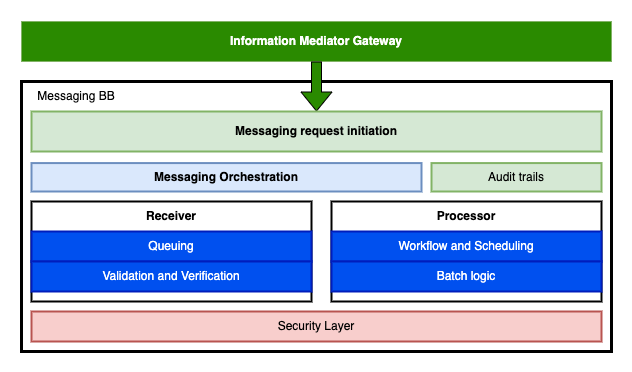 Information Mediator Gateway
Messaging BB
Messaging request initiation
Messaging Orchestration
Audit trails
Receiver
Processor
Queuing
Workflow and Scheduling
Validation and Verification
Batch logic
Security Layer